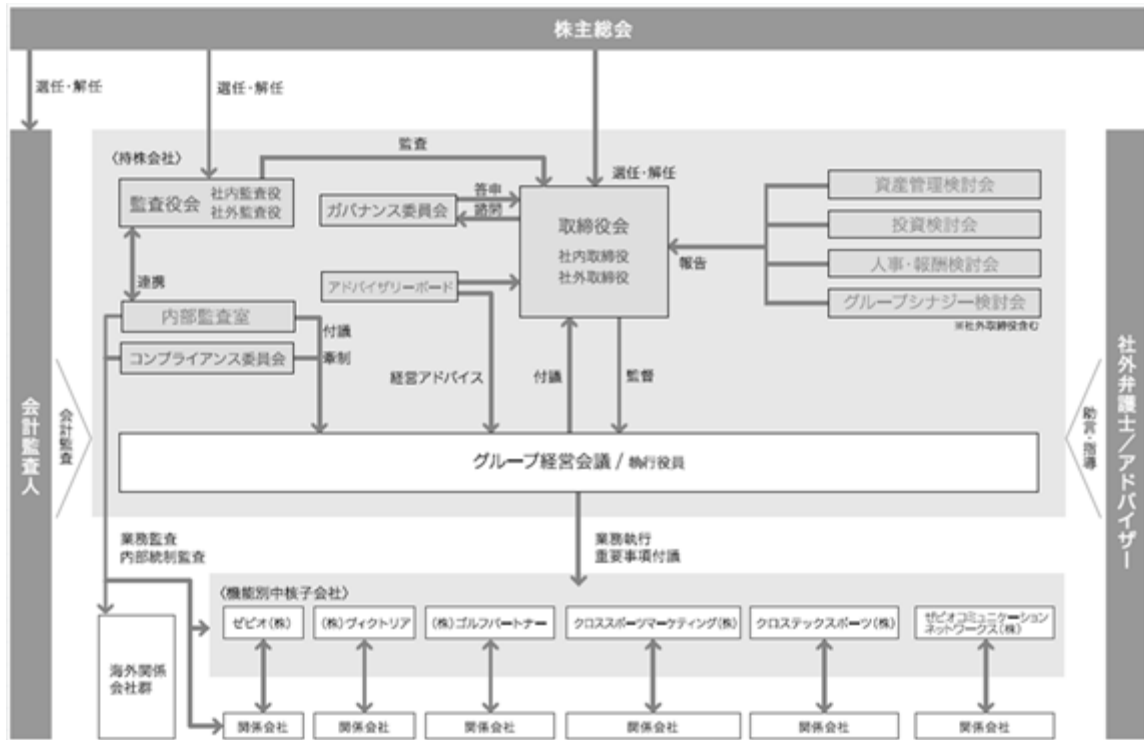 株主総会
選任・解任
選任・解任
選任・解任
〈持株会社〉
監査
監査役会
社内監査役
社外監査役
ガバナンス委員会
答申
諮問
取締役会
社内取締役
社外取締役
報告
資産管理検討会
投資検討会
人事・報酬検討会
グループシナジー検討会
※社外取締役含む
連携
アドバイザリーボード
内部監査室
付議
コンプライアンス委員会
牽制
経営アドバイス
付議
監督
グループ経営会議 / 執行役員
会計監査人
会計監査
助言・指導
社外弁護士/アドバイザー
業務監査
内部統制監査
業務執行
重要事項付議
〈機能別中核子会社〉
ゼビオ(株)
(株)ヴィクトリア
(株)ゴルフパートナー
クロススポーツマーケティング(株)
クロステックスポーツ(株)
ゼビオコミュニケーション
ネットワークス(株)
海外関係
会社群
関係会社
関係会社
関係会社
関係会社
関係会社
関係会社